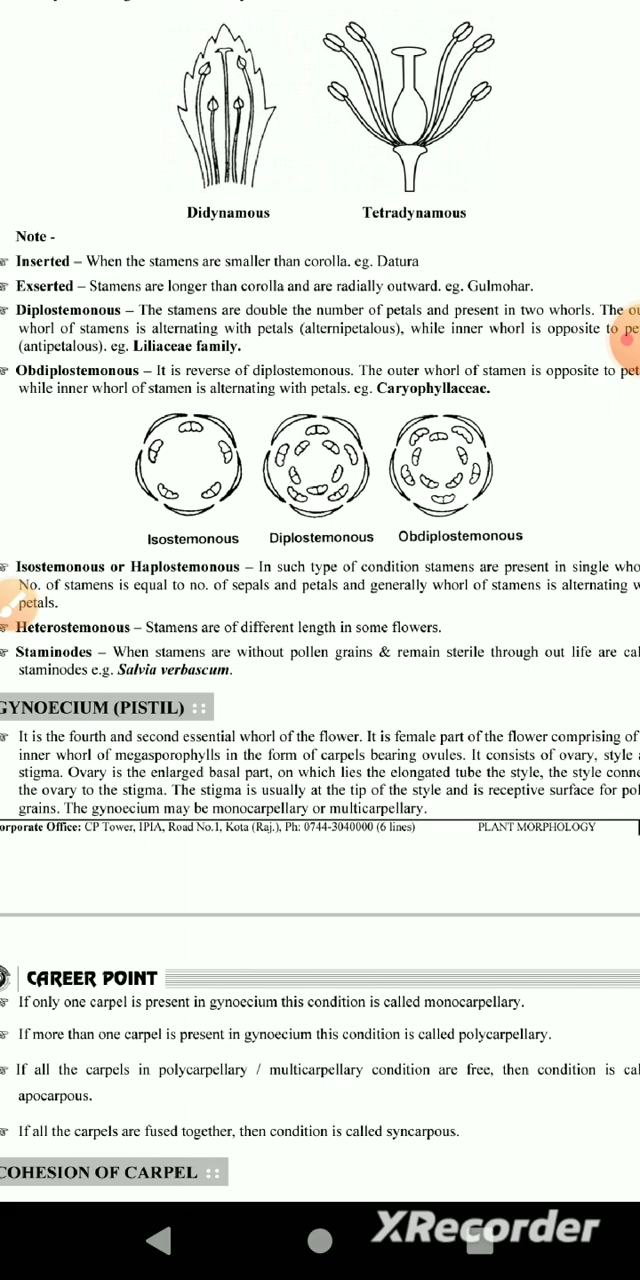 Didynamous Tetradynamous
Note -
Inserted – When the stamens are smaller than corolla. eg. Datura
Exserted – Stamens are longer than corolla and are radially outward. eg. Gulmohar.
Diplostemonous – The stamens are double the number of petals and present in two whorls. The
whorl of stamens is alternating with petals (alternipetalous), while inner whorl is opposite to
(antipetalous). eg. Liliaceae family.
Obdiplostemonous – It is reverse of diplostemonous. The outer whorl of stamen is opposite to
while inner whorl of stamen is alternating with petals. eg. Caryophyllaceae.
Isostemonous Diplostemonous Obdiplostemonous
Isostemonous or Haplostemonous – In such type of condition stamens are present in single
No. of stamens is equal to no. of sepals and petals and generally whorl of stamens is alternating
petals.
Heterostemonous – Stamens are of different length in some flowers.
Staminodes – When stamens are without pollen grains & remain sterile through out life are
staminodes e.g. Salvia verbascum.
GYNOECIUM (PISTIL) ::
It is the fourth and second essential whorl of the flower. It is female part of the flower comprising of
inner whorl of megasporophylls in the form of carpels bearing ovules. It consists of ovary, style
stigma. Ovary is the enlarged basal part, on which lies the elongated tube the style, the style
the ovary to the stigma. The stigma is usually at the tip of the style and is receptive surface for
grains. The gynoecium may be monocarpellary or multicarpellary.
orporate Office: CP Tower, IPIA, Road No.1, Kota (Raj.), Ph: 0744-3040000 (6 lines) PLANT MORPHOLOGY
CAREER POINT
If only one carpel is present in gynoecium this condition is called monocarpellary.
If more than one carpel is present in gynoecium this condition is called polycarpellary.
If all the carpels in polycarpellary / multicarpellary condition are free, then condition is
apocarpous.
If all the carpels are fused together, then condition is called syncarpous.
COHESION OF CARPEL ::
XRecorder